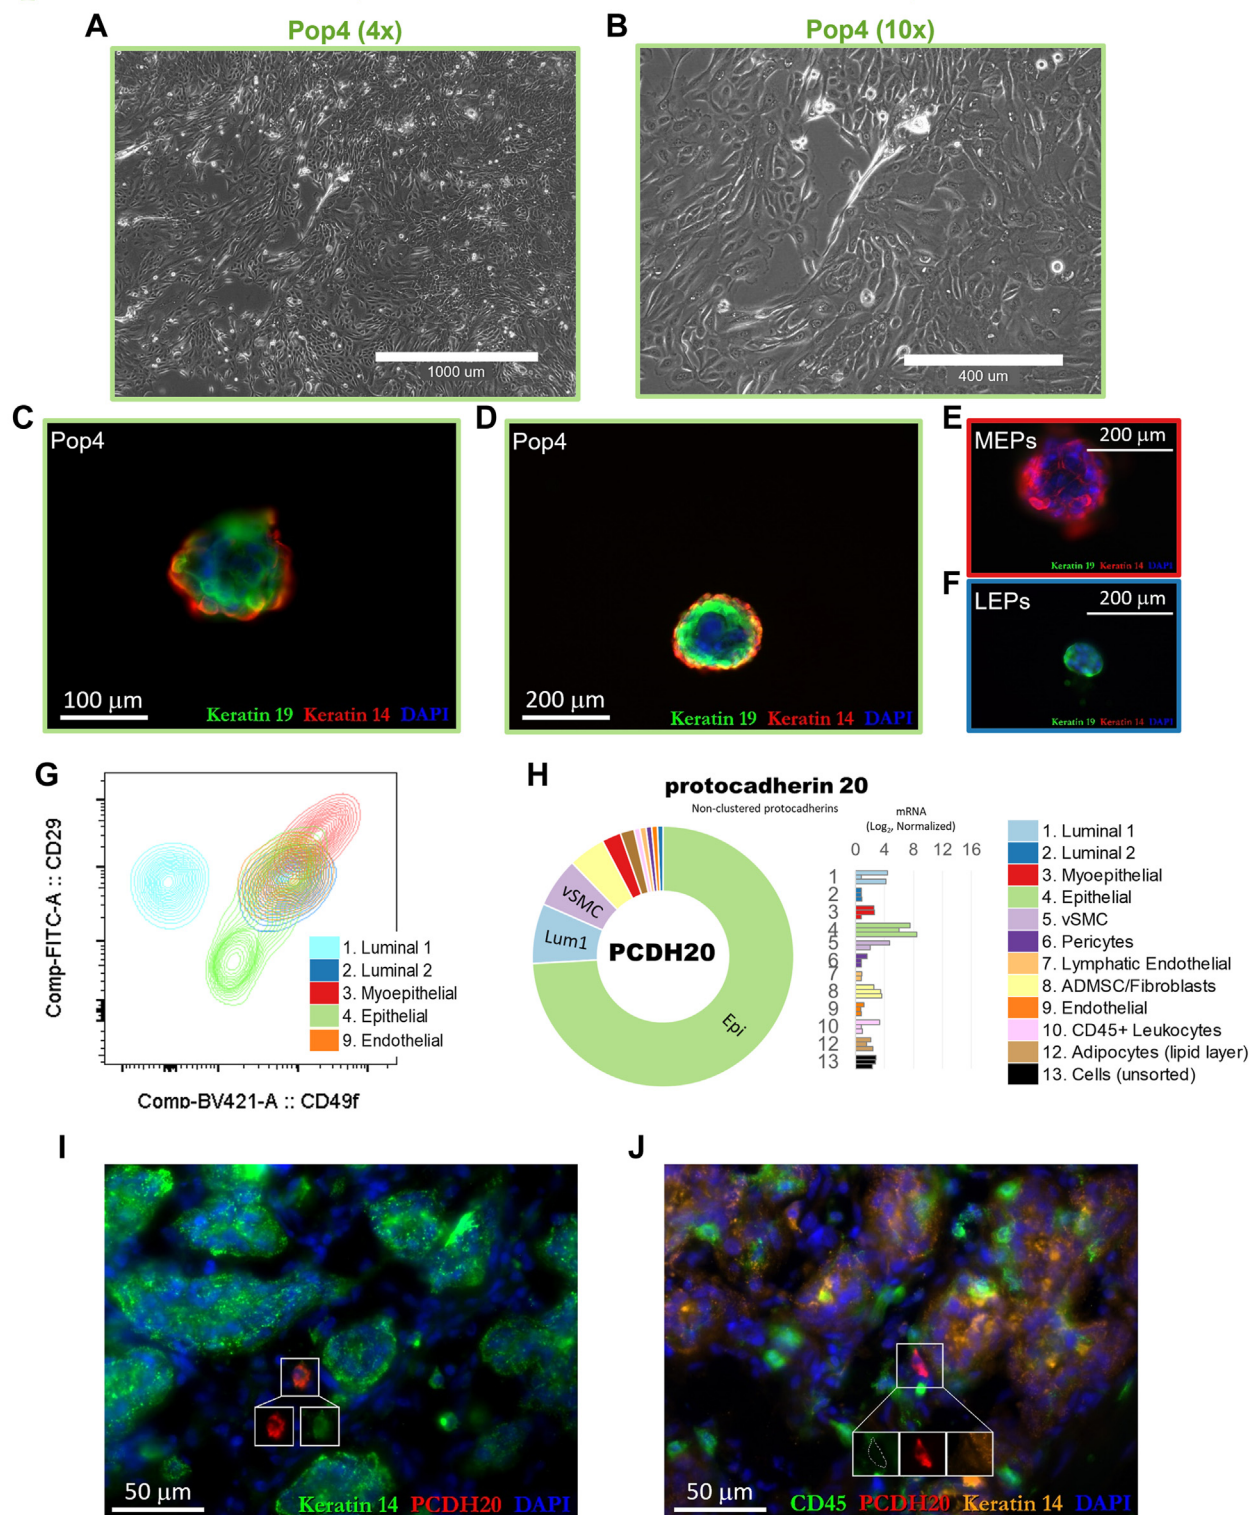 A
Pop4 (4x)
1000 um
B
Pop4 (10x)
400 um
C
Pop4
100 µm
Keratin 19 Keratin 14 DAPI
D
Pop4
200 µm
Keratin 19 Keratin 14 DAPI
E
MEPs
200 µm
Keratin 19 Keratin 14 DAPI
F
LEPs
200 µm
Keratin 19 Keratin 14 DAPI
G
Comp-FITC-A :: CD29
1. Luminal 1
2. Luminal 2
3. Myoepithelial
4. Epithelial
9. Endothelial
Comp-BV421-A :: CD49f
H
protocadherin 20
Non-clustered protocadherins
vSMC
Lum1
PCDH20
Epi
mRNA
(Log2, Normalized)
0 4 8 12 16
1
2
3
4
5
6
7
8
9
10
12
13
1. Luminal 1
2. Luminal 2
3. Myoepithelial
4. Epithelial
5. vSMC
6. Pericytes
7. Lymphatic Endothelial
8. ADMSC/Fibroblasts
9. Endothelial
10. CD45+ Leukocytes
12. Adipocytes (lipid layer)
13. Cells (unsorted)
I
50 µm
Keratin 14 PCDH20 DAPI
J
50 µm
CD45 PCDH20 Keratin 14 DAPI